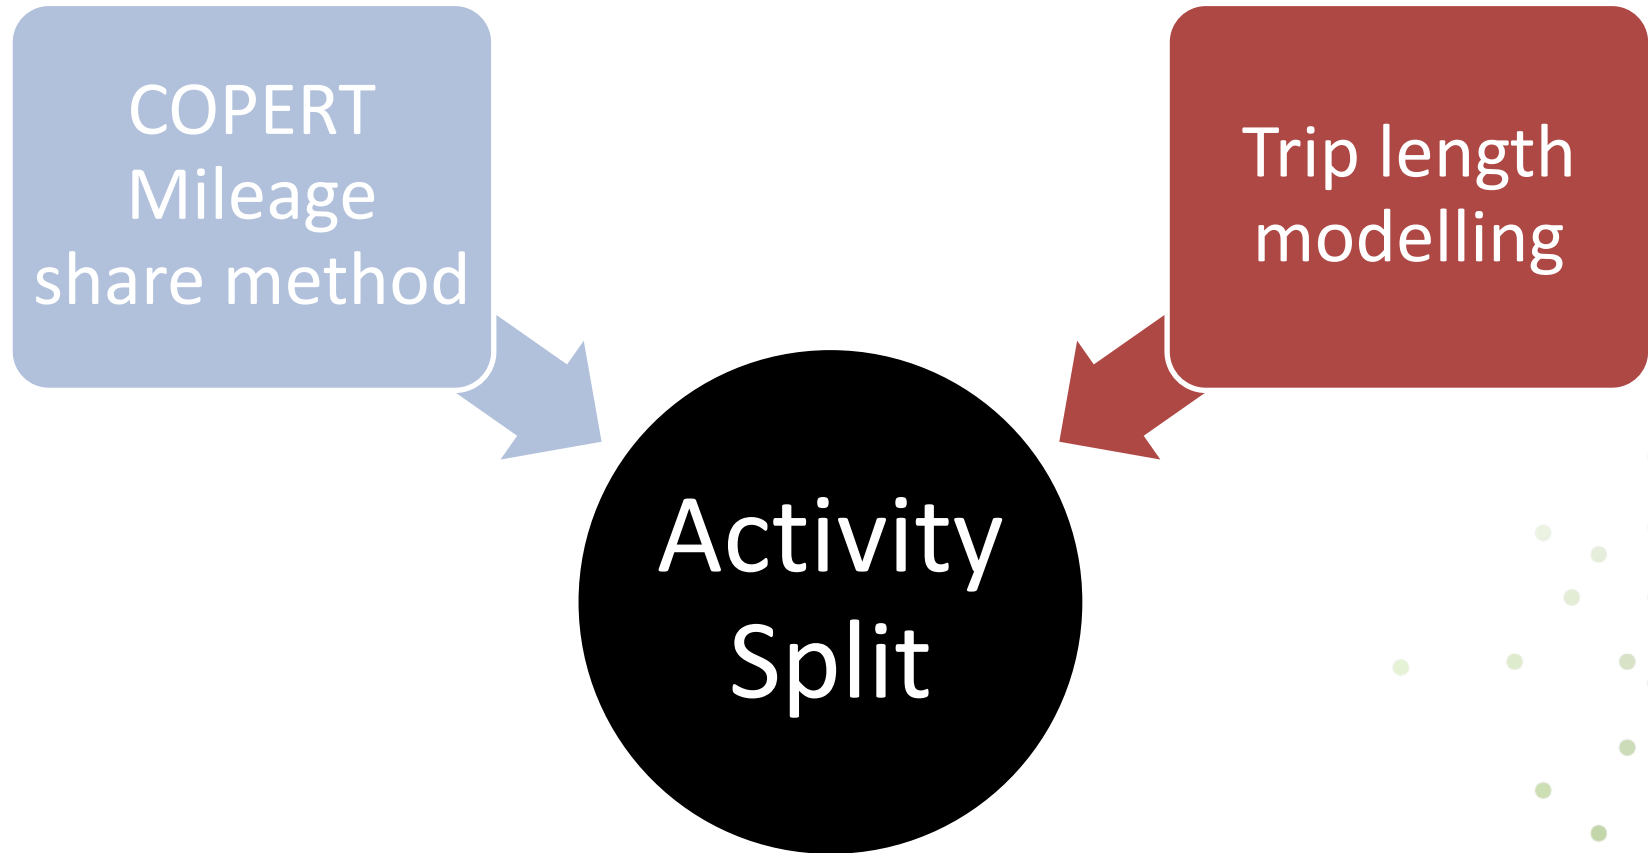 COPERT
Mileage
share method
Trip length
modelling
Activity
Split